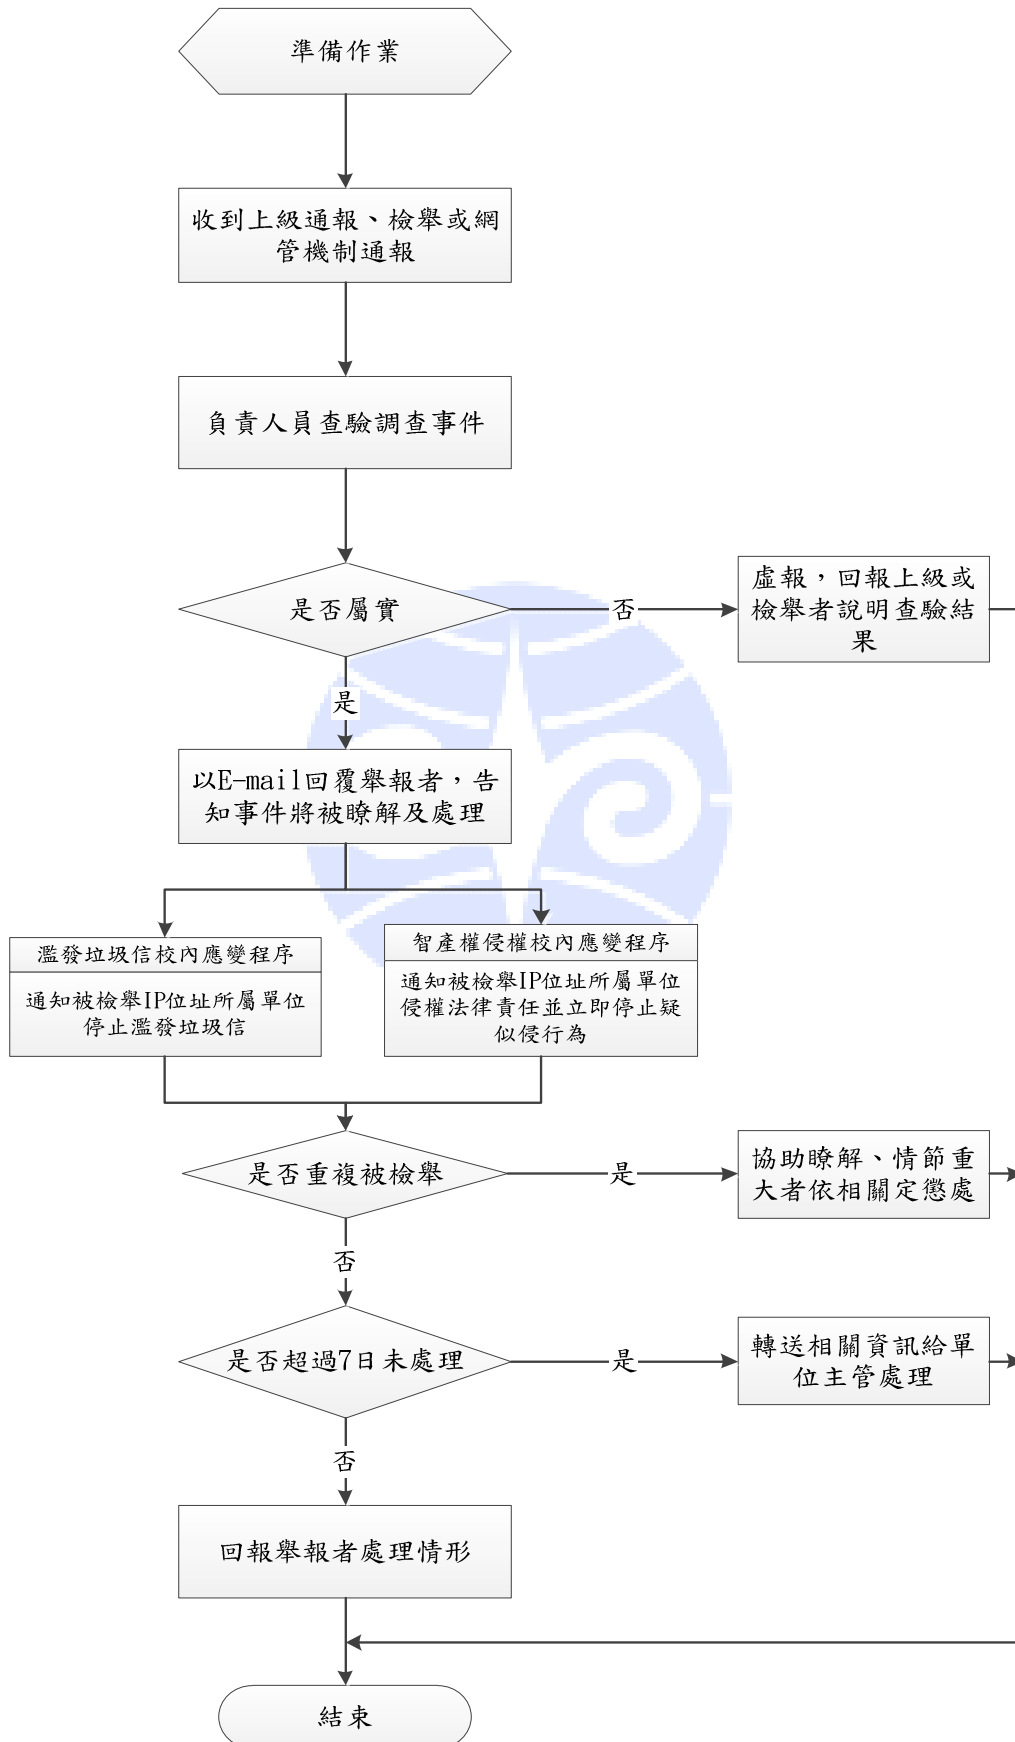 準備作業
收到上級通報、檢舉或網
管機制通報
負責人員查驗調查事件
是否屬實
否
虛報，回報上級或
檢舉者說明查驗結
果
是
以E-mail回覆舉報者，告
知事件將被瞭解及處理
濫發垃圾信校內應變程序
通知被檢舉IP位址所屬單位
停止濫發垃圾信
智產權侵權校內應變程序
通知被檢舉IP位址所屬單位
侵權法律責任並立即停止疑
似侵行為
是否重複被檢舉
是
協助瞭解、情節重
大者依相關定懲處
否
是否超過7日未處理
是
轉送相關資訊給單
位主管處理
否
回報舉報者處理情形
結束